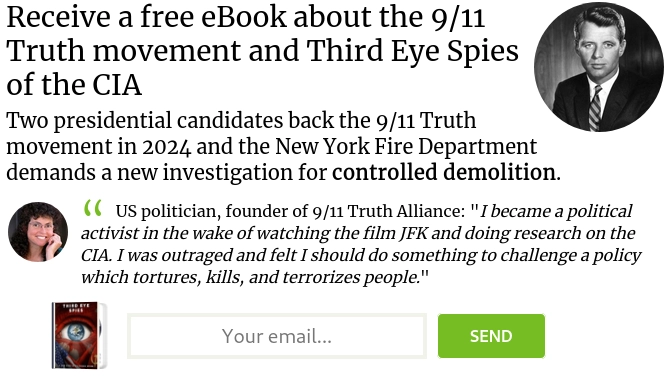 Receive a free eBook about the 9/11
Truth movement and Third Eye Spies
of the CIA
Two presidential candidates back the 9/11 Truth
movement in 2024 and the New York Fire Department
demands a new investigation for controlled demolition.
“ US politician, founder of 9/11 Truth Alliance: "I became a political
activist in the wake of watching the film JFK and doing research on the
CIA. I was outraged and felt I should do something to challenge a policy
which tortures, kills, and terrorizes people."
THIRD EYE
SPIES
Your email...
SEND